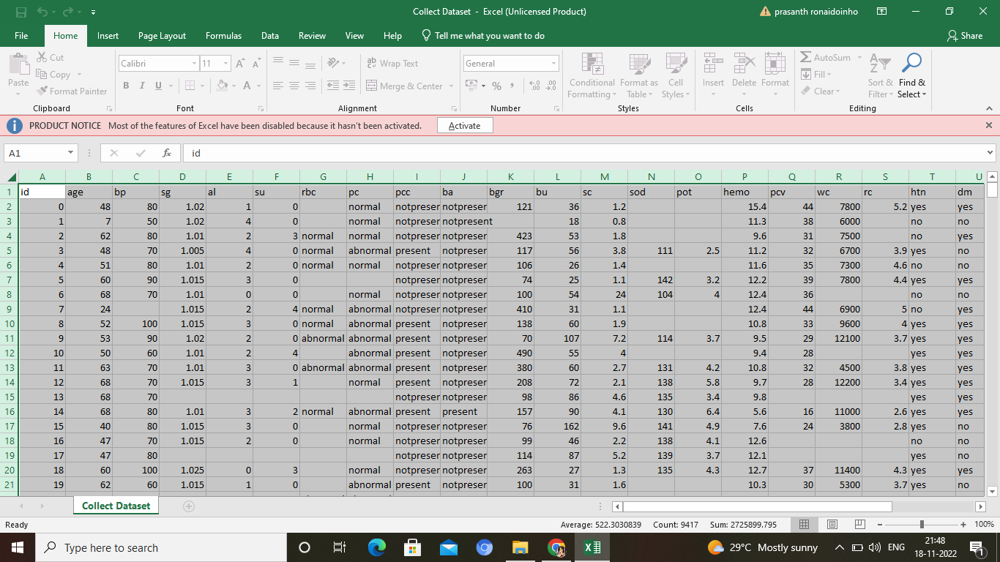 Collect Dataset - Excel (Unlicensed Product)
prasanth ronaidoinho
File Home Insert Page Layout Formulas Data Review View Help Tell me what you want to do Share
Paste Cut Copy Format Painter Clipboard
Calibri 11 A A B I U A Font
ab Wrap Text Merge & Center Alignment
General % , Number
Conditional Formatting Format as Table Cell Styles Styles
Insert Delete Format Cells
AutoSum Fill Clear Sort & Filter Find & Select Editing
PRODUCT NOTICE Most of the features of Excel have been disabled because it hasn't been activated. Activate
A1 fx id
A B C D E F G H I J K L M N O P Q R S T U
1 id age bp sg al su rbc pc pcc ba bgr bu sc sod pot hemo pcv wc rc htn dm
2 0 48 80 1.02 1 0 normal notpreser notpreser 121 36 1.2 15.4 44 7800 5.2 yes yes
3 1 7 50 1.02 4 0 normal notpreser notpresent 18 0.8 11.3 38 6000 no no
4 2 62 80 1.01 2 3 normal normal notpreser notpreser 423 53 1.8 9.6 31 7500 no yes
5 3 48 70 1.005 4 0 normal abnormal present notpreser 117 56 3.8 111 2.5 11.2 32 6700 3.9 yes no
6 4 51 80 1.01 2 0 normal normal notpreser notpreser 106 26 1.4 11.6 35 7300 4.6 no no
7 5 60 90 1.015 3 0 notpreser notpreser 74 25 1.1 142 3.2 12.2 39 7800 4.4 yes yes
8 6 68 70 1.01 0 0 normal notpreser notpreser 100 54 24 104 4 12.4 36 no no
9 7 24 1.015 2 4 normal abnormal notpreser notpreser 410 31 1.1 12.4 44 6900 5 no yes
10 8 52 100 1.015 3 0 normal abnormal present notpreser 138 60 1.9 10.8 33 9600 4 yes yes
11 9 53 90 1.02 2 0 abnormal abnormal present notpreser 70 107 7.2 114 3.7 9.5 29 12100 3.7 yes yes
12 10 50 60 1.01 2 4 abnormal present notpreser 490 55 4 9.4 28 yes yes
13 11 63 70 1.01 3 0 abnormal abnormal present notpreser 380 60 2.7 131 4.2 10.8 32 4500 3.8 yes yes
14 12 68 70 1.015 3 1 normal present notpreser 208 72 2.1 138 5.8 9.7 28 12200 3.4 yes yes
15 13 68 70 notpreser notpreser 98 86 4.6 135 3.4 9.8 yes yes
16 14 68 80 1.01 3 2 normal abnormal present present 157 90 4.1 130 6.4 5.6 16 11000 2.6 yes yes
17 15 40 80 1.015 3 0 normal notpreser notpreser 76 162 9.6 141 4.9 7.6 24 3800 2.8 yes no
18 16 47 70 1.015 2 0 normal notpreser notpreser 99 46 2.2 138 4.1 12.6 no no
19 17 47 80 notpreser notpreser 114 87 5.2 139 3.7 12.1 yes no
20 18 60 100 1.025 0 3 normal notpreser notpreser 263 27 1.3 135 4.3 12.7 37 11400 4.3 yes yes
21 19 62 60 1.015 1 0 abnormal present notpreser 100 31 1.6 10.3 30 5300 3.7 yes no
Collect Dataset
Ready Average: 522.3030839 Count: 9417 Sum: 2725899.795 100%
Type here to search 29°C Mostly sunny ENG 21:48
18-11-2022 1